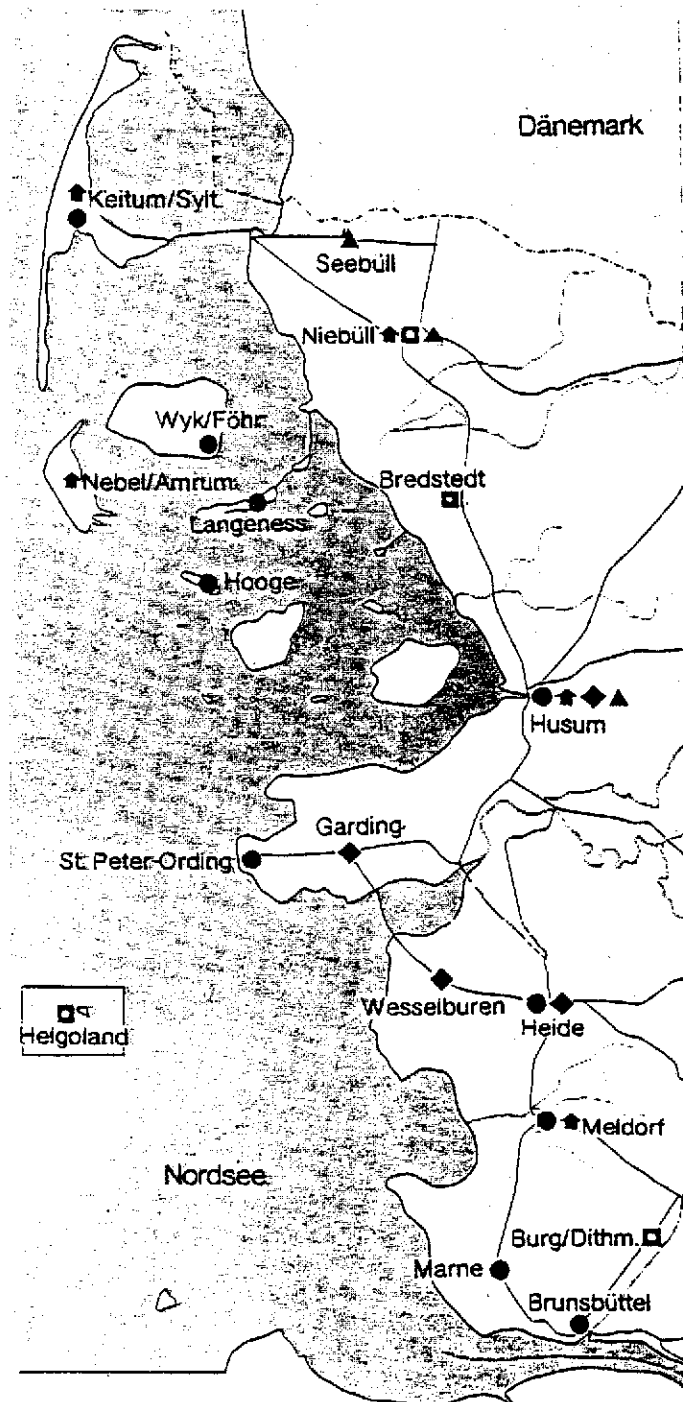 Dänemark
Keitum/Sylt
Seebüll
Niebüll
Wyk/Föhr
Nebel/Amrum
Bredstedt
Langeness
Hooge
Husum
Garding
St. Peter-Ording
Wesselburen
Heide
Helgoland
Meldorf
Nordsee
Burg/Dithm.
Marne
Brunsbüttel